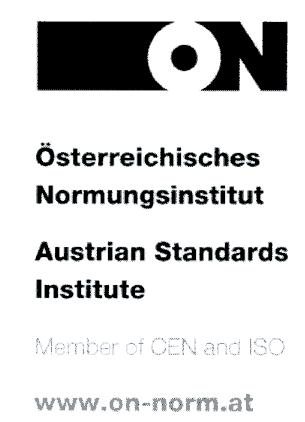 ON
Österreichisches
Normungsinstitut
Austrian Standards
Institute
Member of CEN and ISO
www.on-norm.at